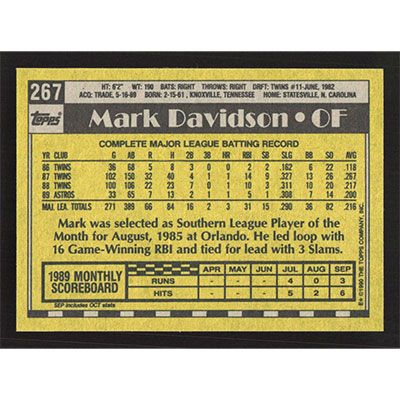 267
HT: 6'2" WT: 190 BATS: RIGHT THROWS: RIGHT DRFT: TWINS #11-JUNE, 1982
ACQ: TRADE, 5-16-89 BORN: 2-15-61, KNOXVILLE, TENNESSEE HOME: STATESVILLE, N. CAROLINA
Topps
Mark Davidson • OF
COMPLETE MAJOR LEAGUE BATTING RECORD
YR CLUB G AB R H 2B 3B HR RBI SB SLG BB SO AVG
86 TWINS 36 68 5 8 3 0 0 2 2 .162 6 22 .118
87 TWINS 102 150 32 40 4 1 1 14 9 .327 13 26 .267
88 TWINS 100 106 22 23 7 0 1 10 3 .311 10 20 .217
89 ASTROS 33 65 7 13 2 1 1 5 1 .308 7 14 .200
MAJ. LEA. TOTALS 271 389 66 84 16 2 3 31 15 .290 36 82 .216
Mark was selected as Southern League Player of the
Month for August, 1985 at Orlando. He led loop with
16 Game-Winning RBI and tied for lead with 3 Slams.
1989 MONTHLY
SCOREBOARD
APR MAY JUN JUL AUG SEP
RUNS – – – 4 0 3
HITS – – – 5 2 6
SEP includes OCT stats
©1990 THE TOPPS COMPANY, INC.